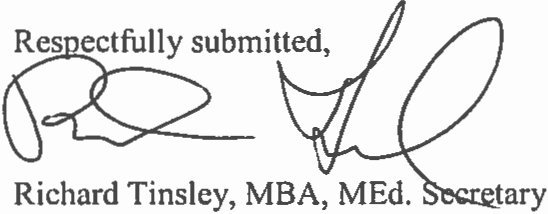 Respectfully submitted,
Richard Tinsley, MBA, MEd. Secretary